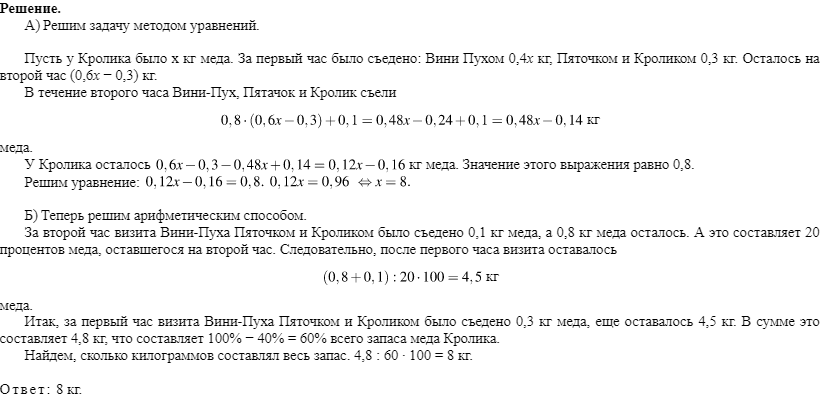 Решение.
А) Решим задачу методом уравнений.
Пусть у Кролика было x кг меда. За первый час было съедено: Вини Пухом 0,4x кг, Пяточком и Кроликом 0,3 кг. Осталось на
второй час (0,6x − 0,3) кг.
В течение второго часа Вини-Пух, Пятачок и Кролик съели
0,8·(0,6x−0,3)+0,1=0,48x−0,24+0,1=0,48x−0,14 кг
меда.
У Кролика осталось 0,6x−0,3−0,48x+0,14=0,12x−0,16 кг меда. Значение этого выражения равно 0,8.
Решим уравнение: 0,12x−0,16=0,8. 0,12x=0,96 ⇔x=8.
Б) Теперь решим арифметическим способом.
За второй час визита Вини-Пуха Пяточком и Кроликом было съедено 0,1 кг меда, а 0,8 кг меда осталось. А это составляет 20
процентов меда, оставшегося на второй час. Следовательно, после первого часа визита оставалось
(0,8+0,1):20·100=4,5 кг
меда.
Итак, за первый час визита Вини-Пуха Пяточком и Кроликом было съедено 0,3 кг меда, еще оставалось 4,5 кг. В сумме это
составляет 4,8 кг, что составляет 100% − 40% = 60% всего запаса меда Кролика.
Найдем, сколько килограммов составлял весь запас. 4,8 : 60 · 100 = 8 кг.
Ответ: 8 кг.